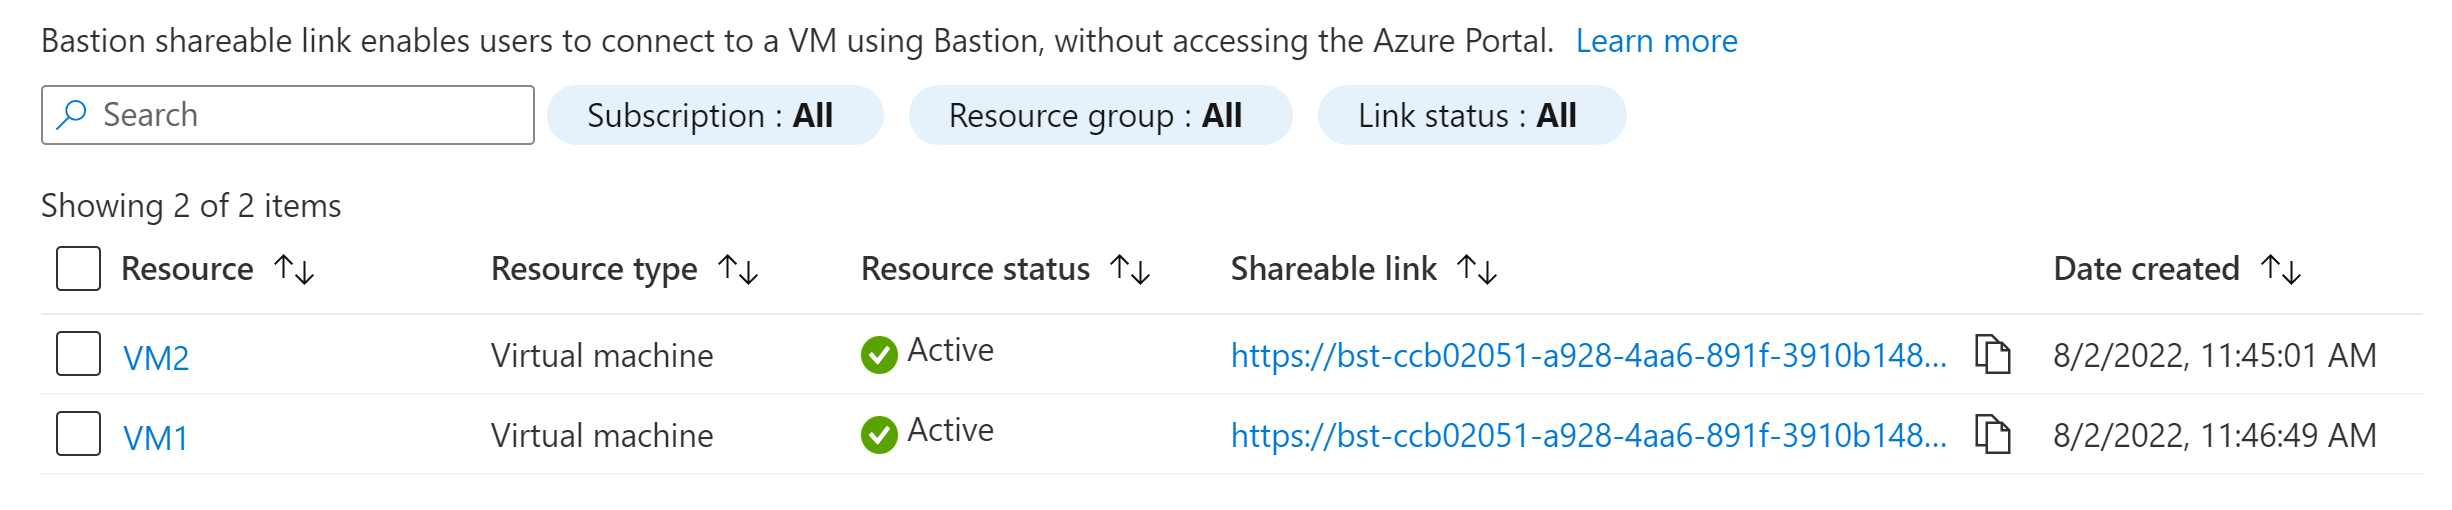 Bastion shareable link enables users to connect to a VM using Bastion, without accessing the Azure Portal. Learn more
Search Subscription : All Resource group : All Link status : All
Showing 2 of 2 items
Resource ↑↓ Resource type ↑↓ Resource status ↑↓ Shareable link ↑↓ Date created ↑↓
VM2 Virtual machine Active https://bst-ccb02051-a928-4aa6-891f-3910b148... 8/2/2022, 11:45:01 AM
VM1 Virtual machine Active https://bst-ccb02051-a928-4aa6-891f-3910b148... 8/2/2022, 11:46:49 AM